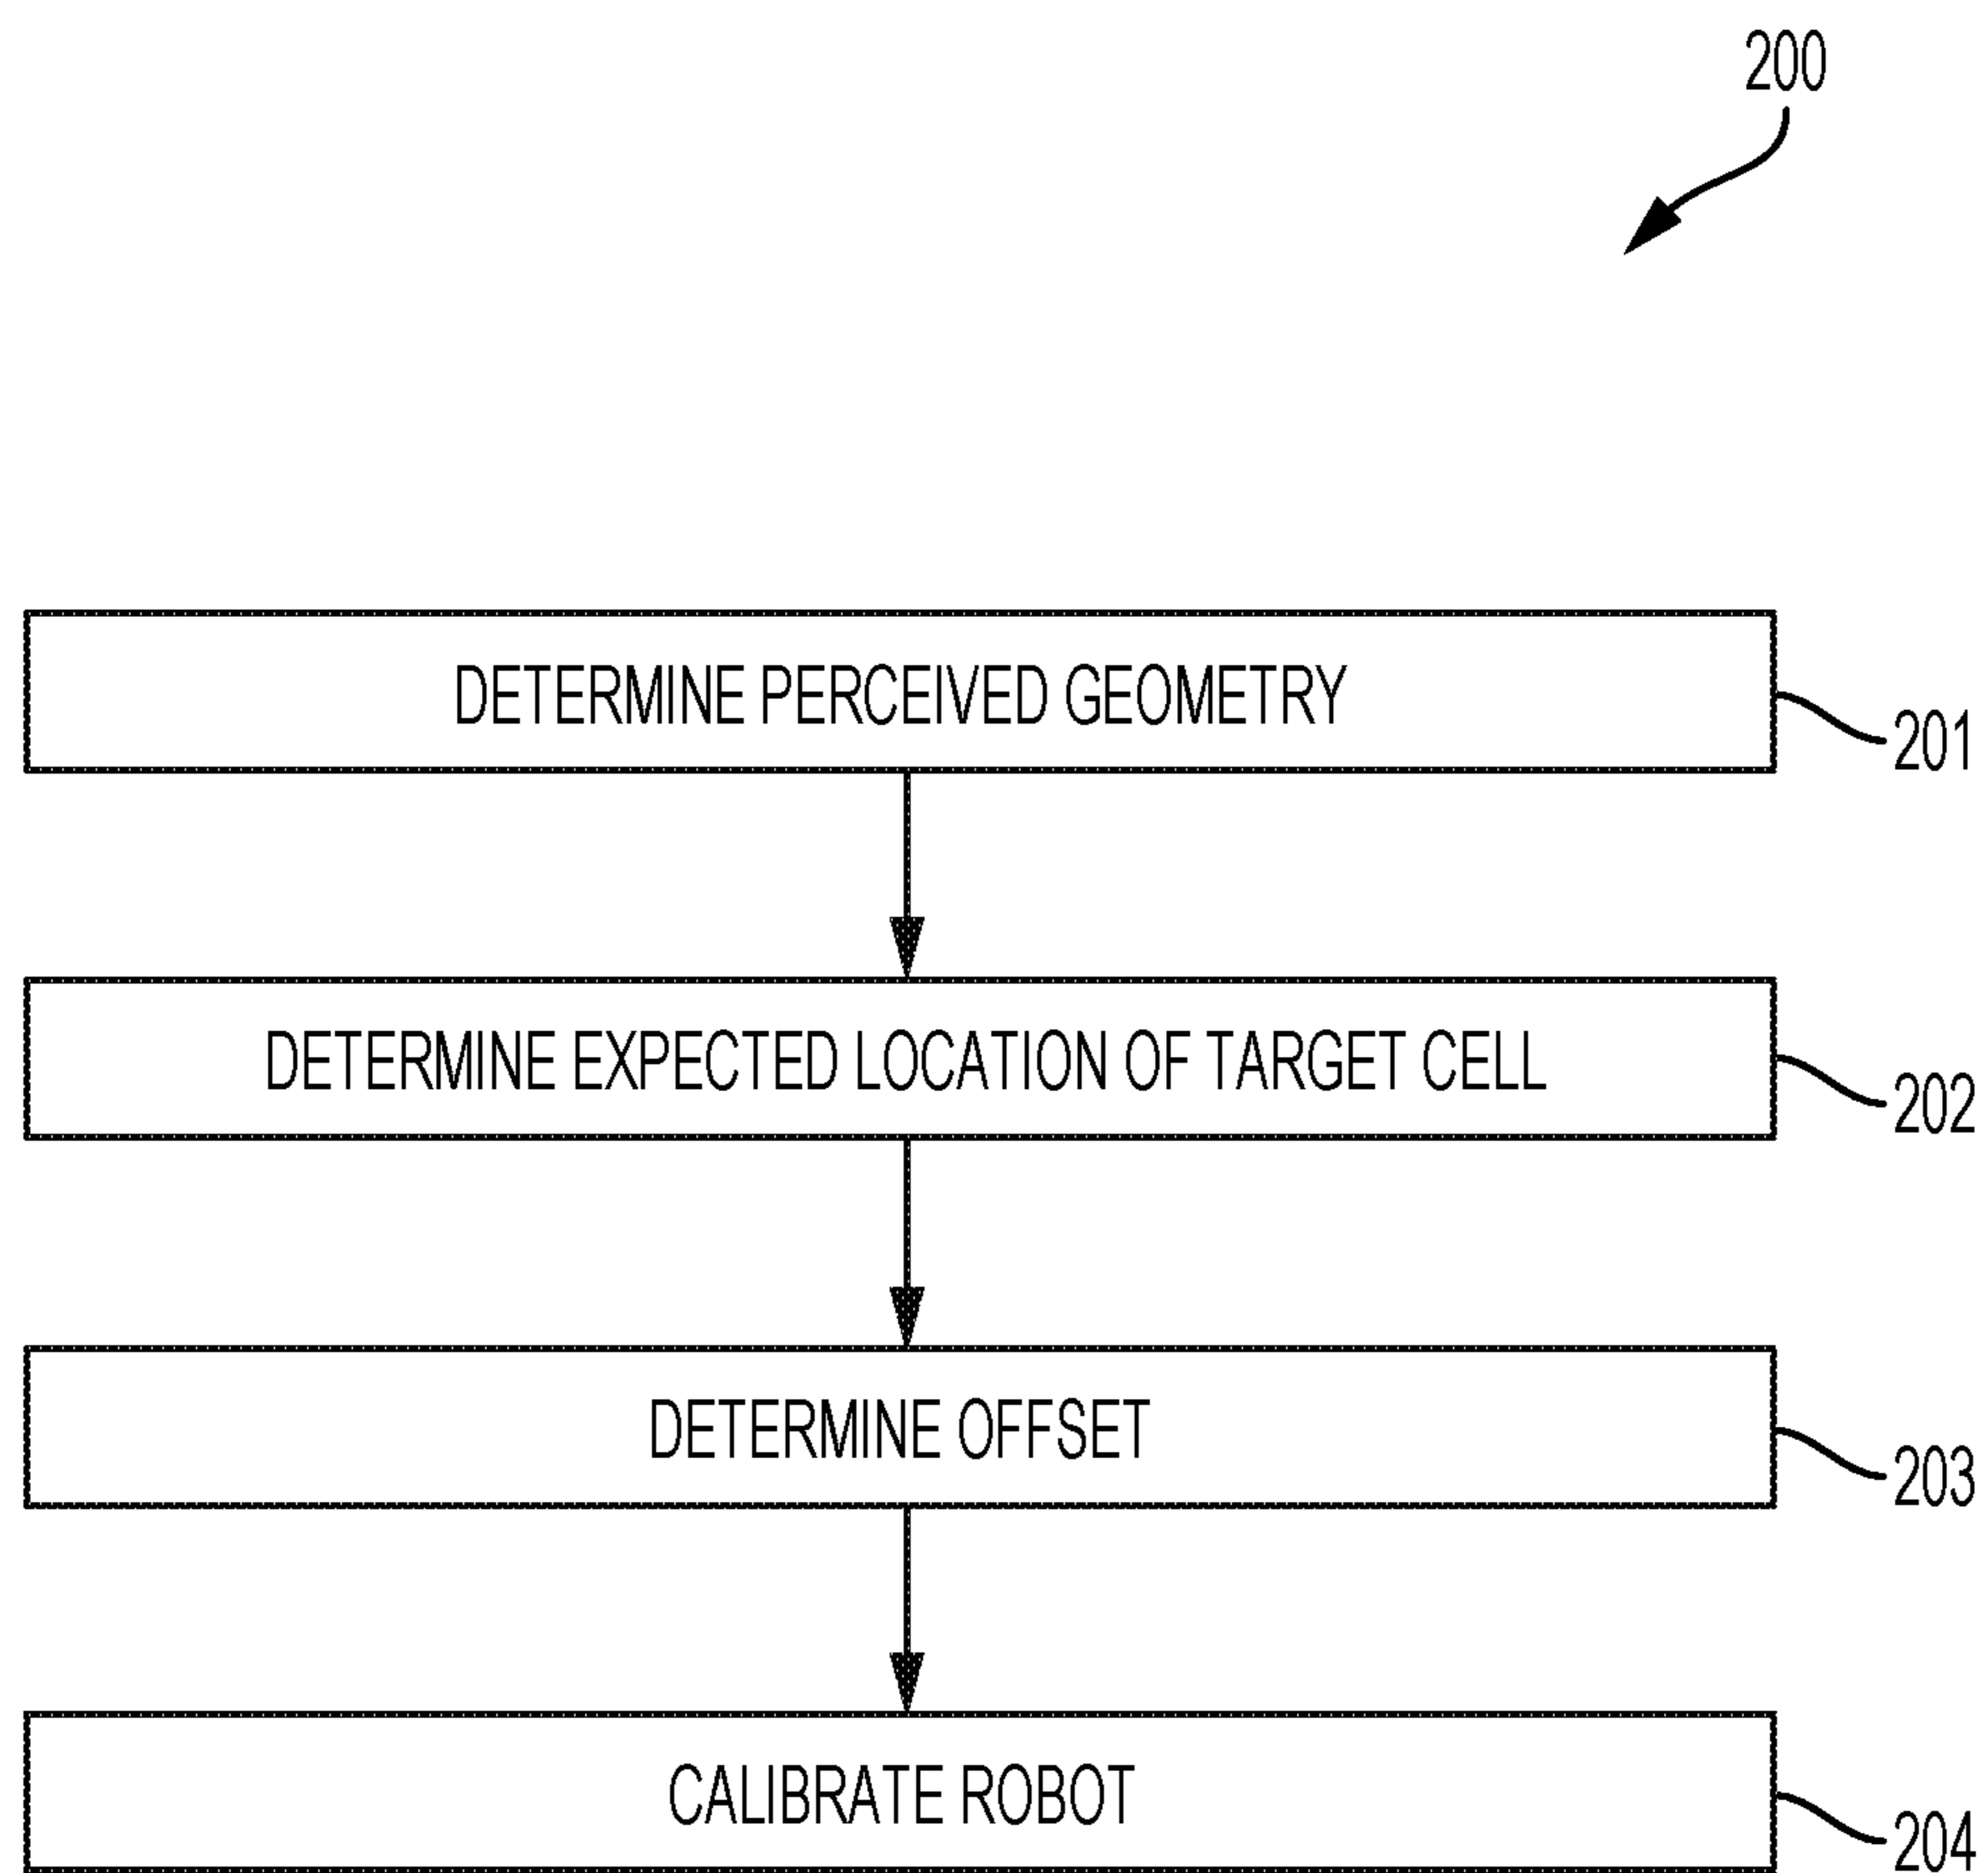 200
DETERMINE PERCEIVED GEOMETRY
201
DETERMINE EXPECTED LOCATION OF TARGET CELL
202
DETERMINE OFFSET
203
CALIBRATE ROBOT
204